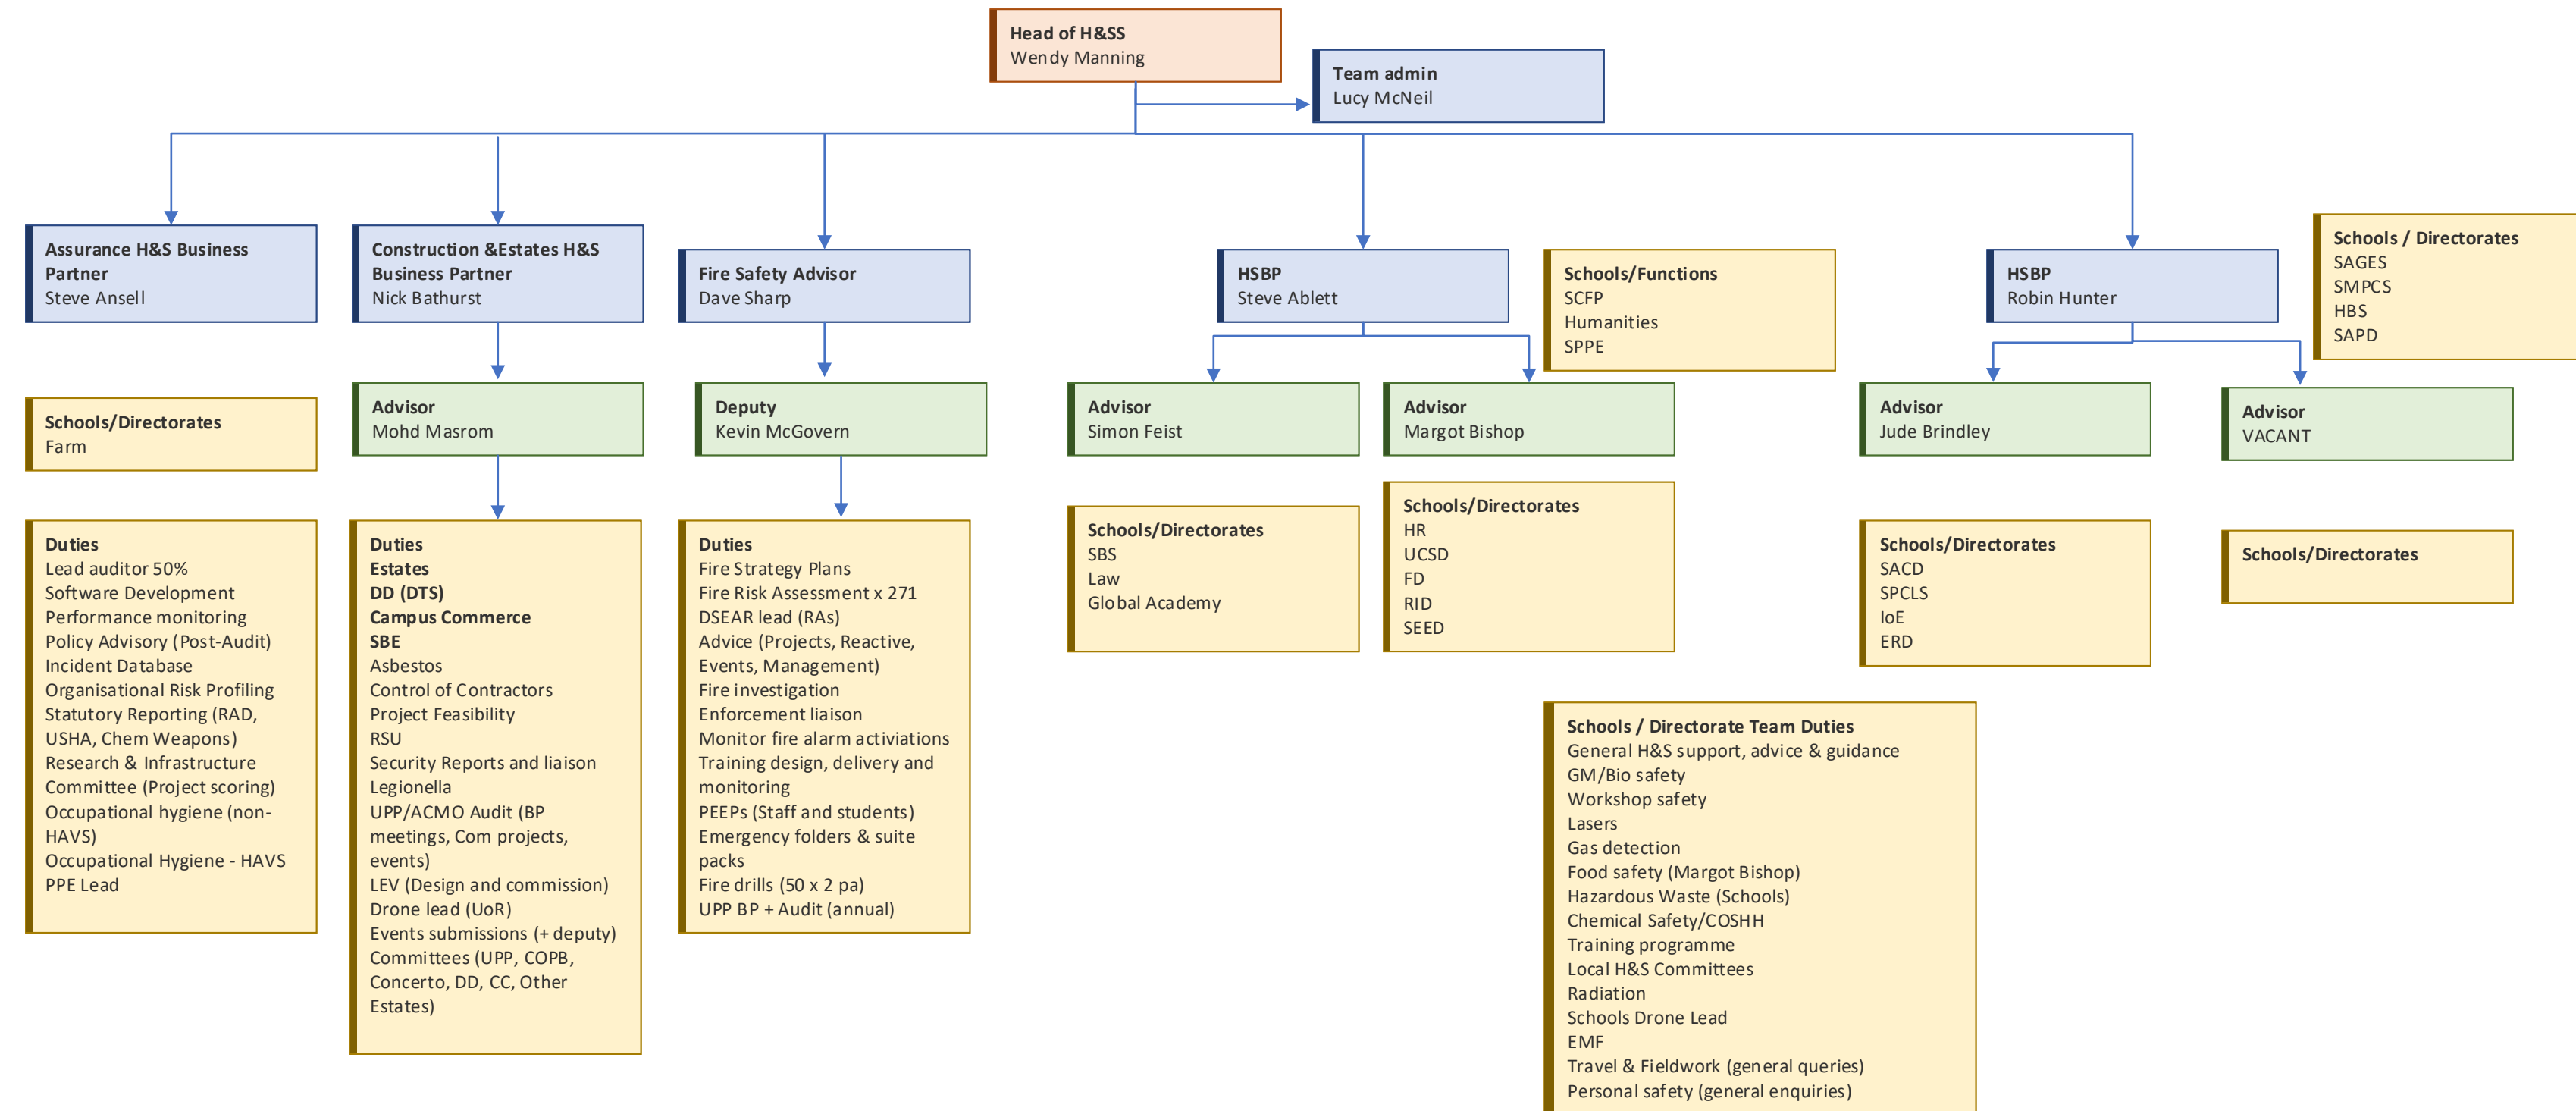 Head of H&SS
Wendy Manning
Team admin
Lucy McNeil
Assurance H&S Business
Partner
Steve Ansell
Construction &Estates H&S
Business Partner
Nick Bathurst
Fire Safety Advisor
Dave Sharp
HSBP
Steve Ablett
Schools/Functions
SCFP
Humanities
SPPE
HSBP
Robin Hunter
Schools / Directorates
SAGES
SMPCS
HBS
SAPD
Schools/Directorates
Farm
Advisor
Mohd Masrom
Deputy
Kevin McGovern
Advisor
Simon Feist
Advisor
Margot Bishop
Advisor
Jude Brindley
Advisor
VACANT
Duties
Lead auditor 50%
Software Development
Performance monitoring
Policy Advisory (Post-Audit)
Incident Database
Organisational Risk Profiling
Statutory Reporting (RAD,
USHA, Chem Weapons)
Research & Infrastructure
Committee (Project scoring)
Occupational hygiene (non-
HAVS)
Occupational Hygiene - HAVS
PPE Lead
Duties
Estates
DD (DTS)
Campus Commerce
SBE
Asbestos
Control of Contractors
Project Feasibility
RSU
Security Reports and liaison
Legionella
UPP/ACMO Audit (BP
meetings, Com projects,
events)
LEV (Design and commission)
Drone lead (UoR)
Events submissions (+ deputy)
Committees (UPP, COPB,
Concerto, DD, CC, Other
Estates)
Duties
Fire Strategy Plans
Fire Risk Assessment x 271
DSEAR lead (RAs)
Advice (Projects, Reactive,
Events, Management)
Fire investigation
Enforcement liaison
Monitor fire alarm activiations
Training design, delivery and
monitoring
PEEPs (Staff and students)
Emergency folders & suite
packs
Fire drills (50 x 2 pa)
UPP BP + Audit (annual)
Schools/Directorates
SBS
Law
Global Academy
Schools/Directorates
HR
UCSD
FD
RID
SEED
Schools/Directorates
SACD
SPCLS
IoE
ERD
Schools/Directorates
Schools / Directorate Team Duties
General H&S support, advice & guidance
GM/Bio safety
Workshop safety
Lasers
Gas detection
Food safety (Margot Bishop)
Hazardous Waste (Schools)
Chemical Safety/COSHH
Training programme
Local H&S Committees
Radiation
Schools Drone Lead
EMF
Travel & Fieldwork (general queries)
Personal safety (general enquiries)